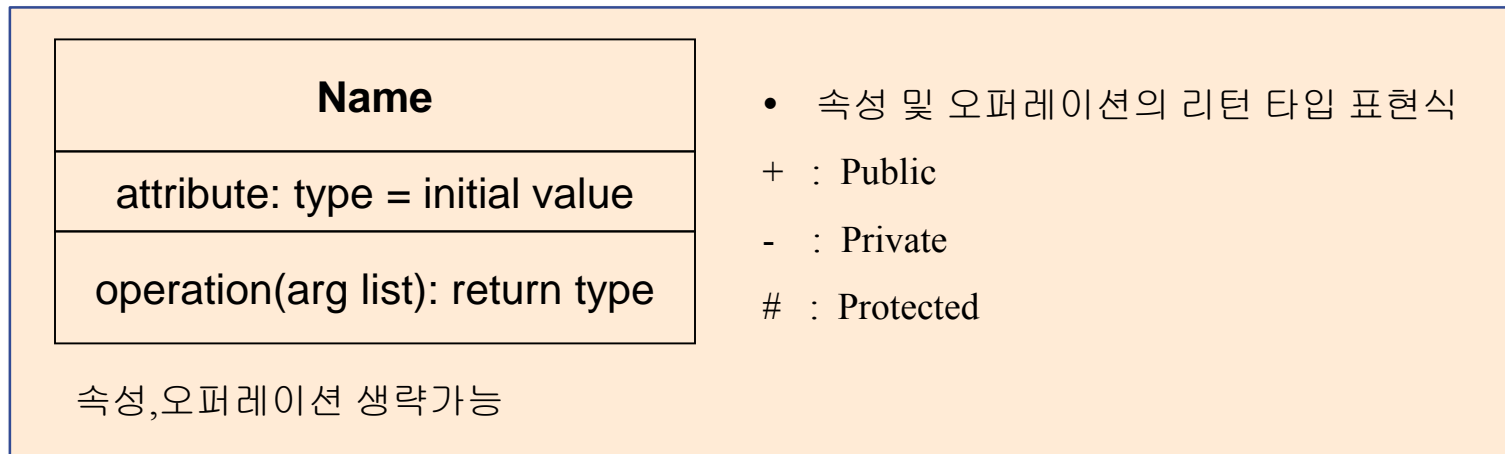 Name
attribute: type = initial value
operation(arg list): return type
속성,오퍼레이션 생략가능
• 속성 및 오퍼레이션의 리턴 타입 표현식
+ : Public
- : Private
# : Protected